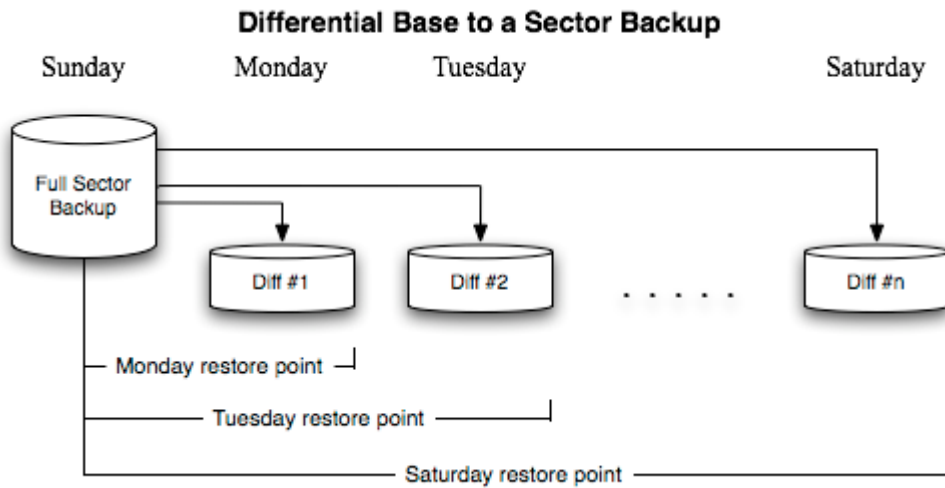 Differential Base to a Sector Backup
Sunday Monday Tuesday Saturday
Full Sector
Backup
Diff #1 Diff #2 . . . . . Diff #n
Monday restore point
Tuesday restore point
Saturday restore point